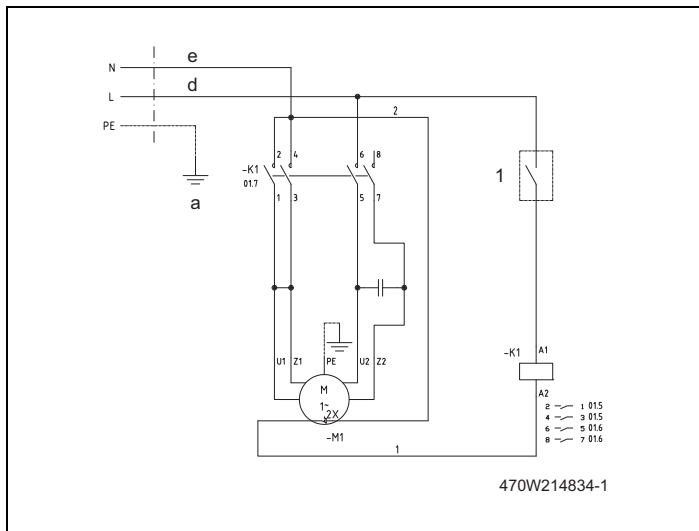 N e
L d
PE
a
2
2 4 6 8
-K1
01.7
1 3 5 7
1
U1 Z1 PE U2 Z2
M
1~
2X
-M1
-K1 A1
A2
2 1 01.5
4 3 01.5
6 5 01.6
8 7 01.6
1
470W214834-1